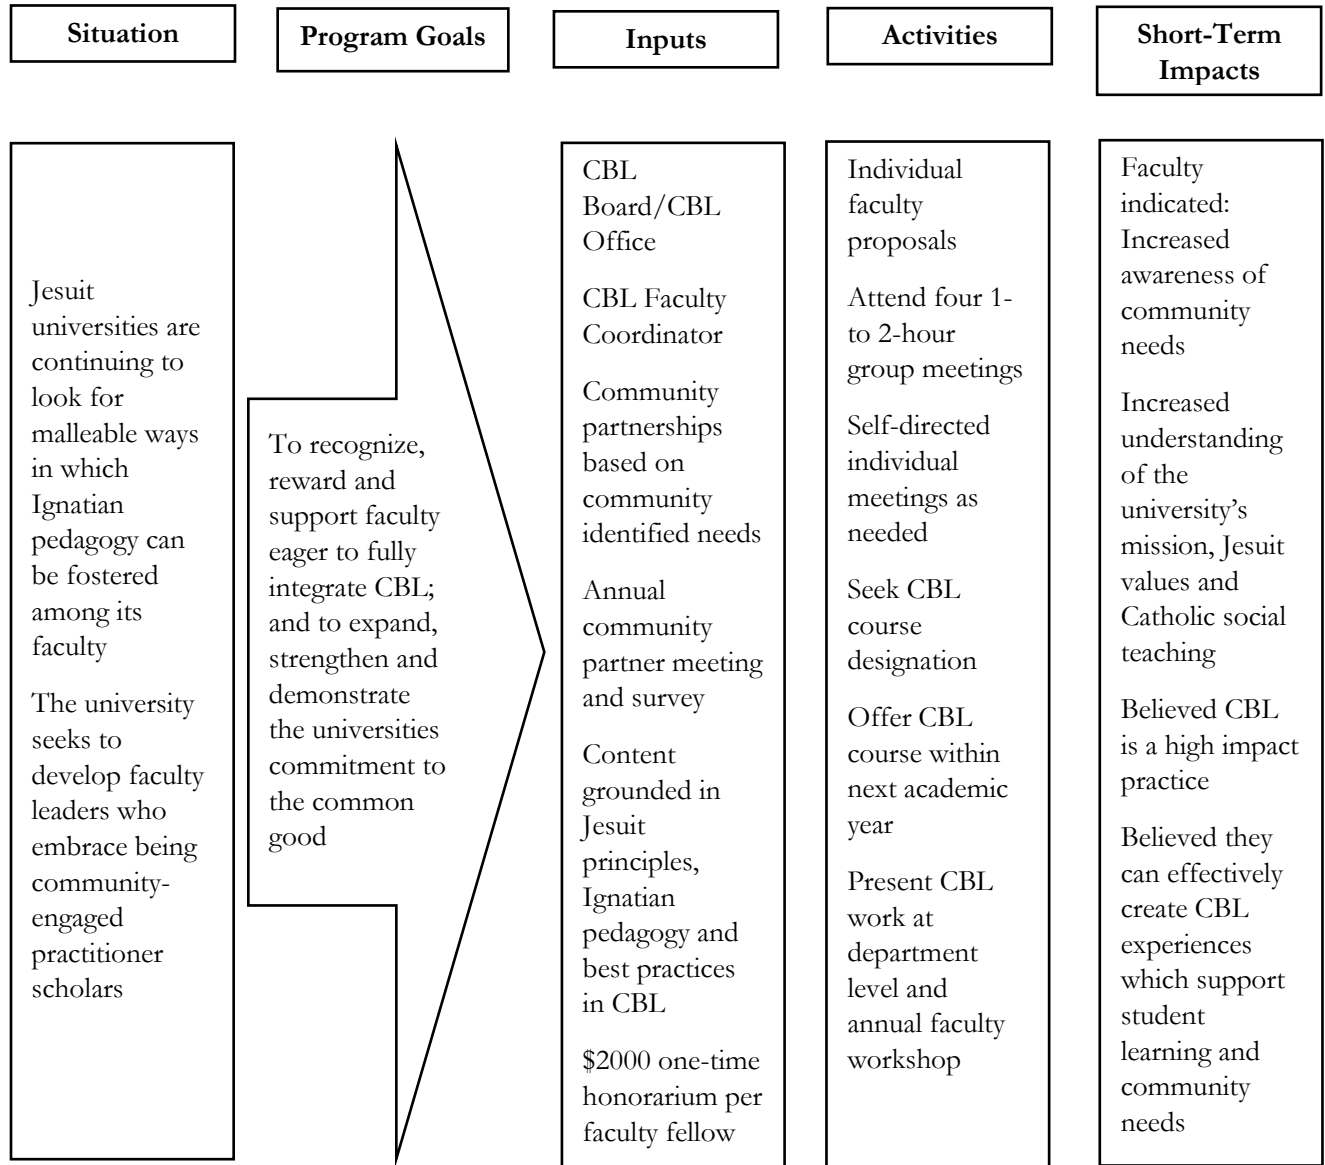 Situation
Program Goals
Inputs
Activities
Short-Term
Impacts
Jesuit
universities are
continuing to
look for
malleable ways
in which
Ignatian
pedagogy can
be fostered
among its
faculty
The university
seeks to
develop faculty
leaders who
embrace being
community-
engaged
practitioner
scholars
To recognize,
reward and
support faculty
eager to fully
integrate CBL;
and to expand,
strengthen and
demonstrate
the universities
commitment to
the common
good
CBL
Board/CBL
Office
CBL Faculty
Coordinator
Community
partnerships
based on
community
identified needs
Annual
community
partner meeting
and survey
Content
grounded in
Jesuit
principles,
Ignatian
pedagogy and
best practices
in CBL
$2000 one-time
honorarium per
faculty fellow
Individual
faculty
proposals
Attend four 1-
to 2-hour
group meetings
Self-directed
individual
meetings as
needed
Seek CBL
course
designation
Offer CBL
course within
next academic
year
Present CBL
work at
department
level and
annual faculty
workshop
Faculty
indicated:
Increased
awareness of
community
needs
Increased
understanding
of the
university’s
mission, Jesuit
values and
Catholic social
teaching
Believed CBL
is a high impact
practice
Believed they
can effectively
create CBL
experiences
which support
student
learning and
community
needs